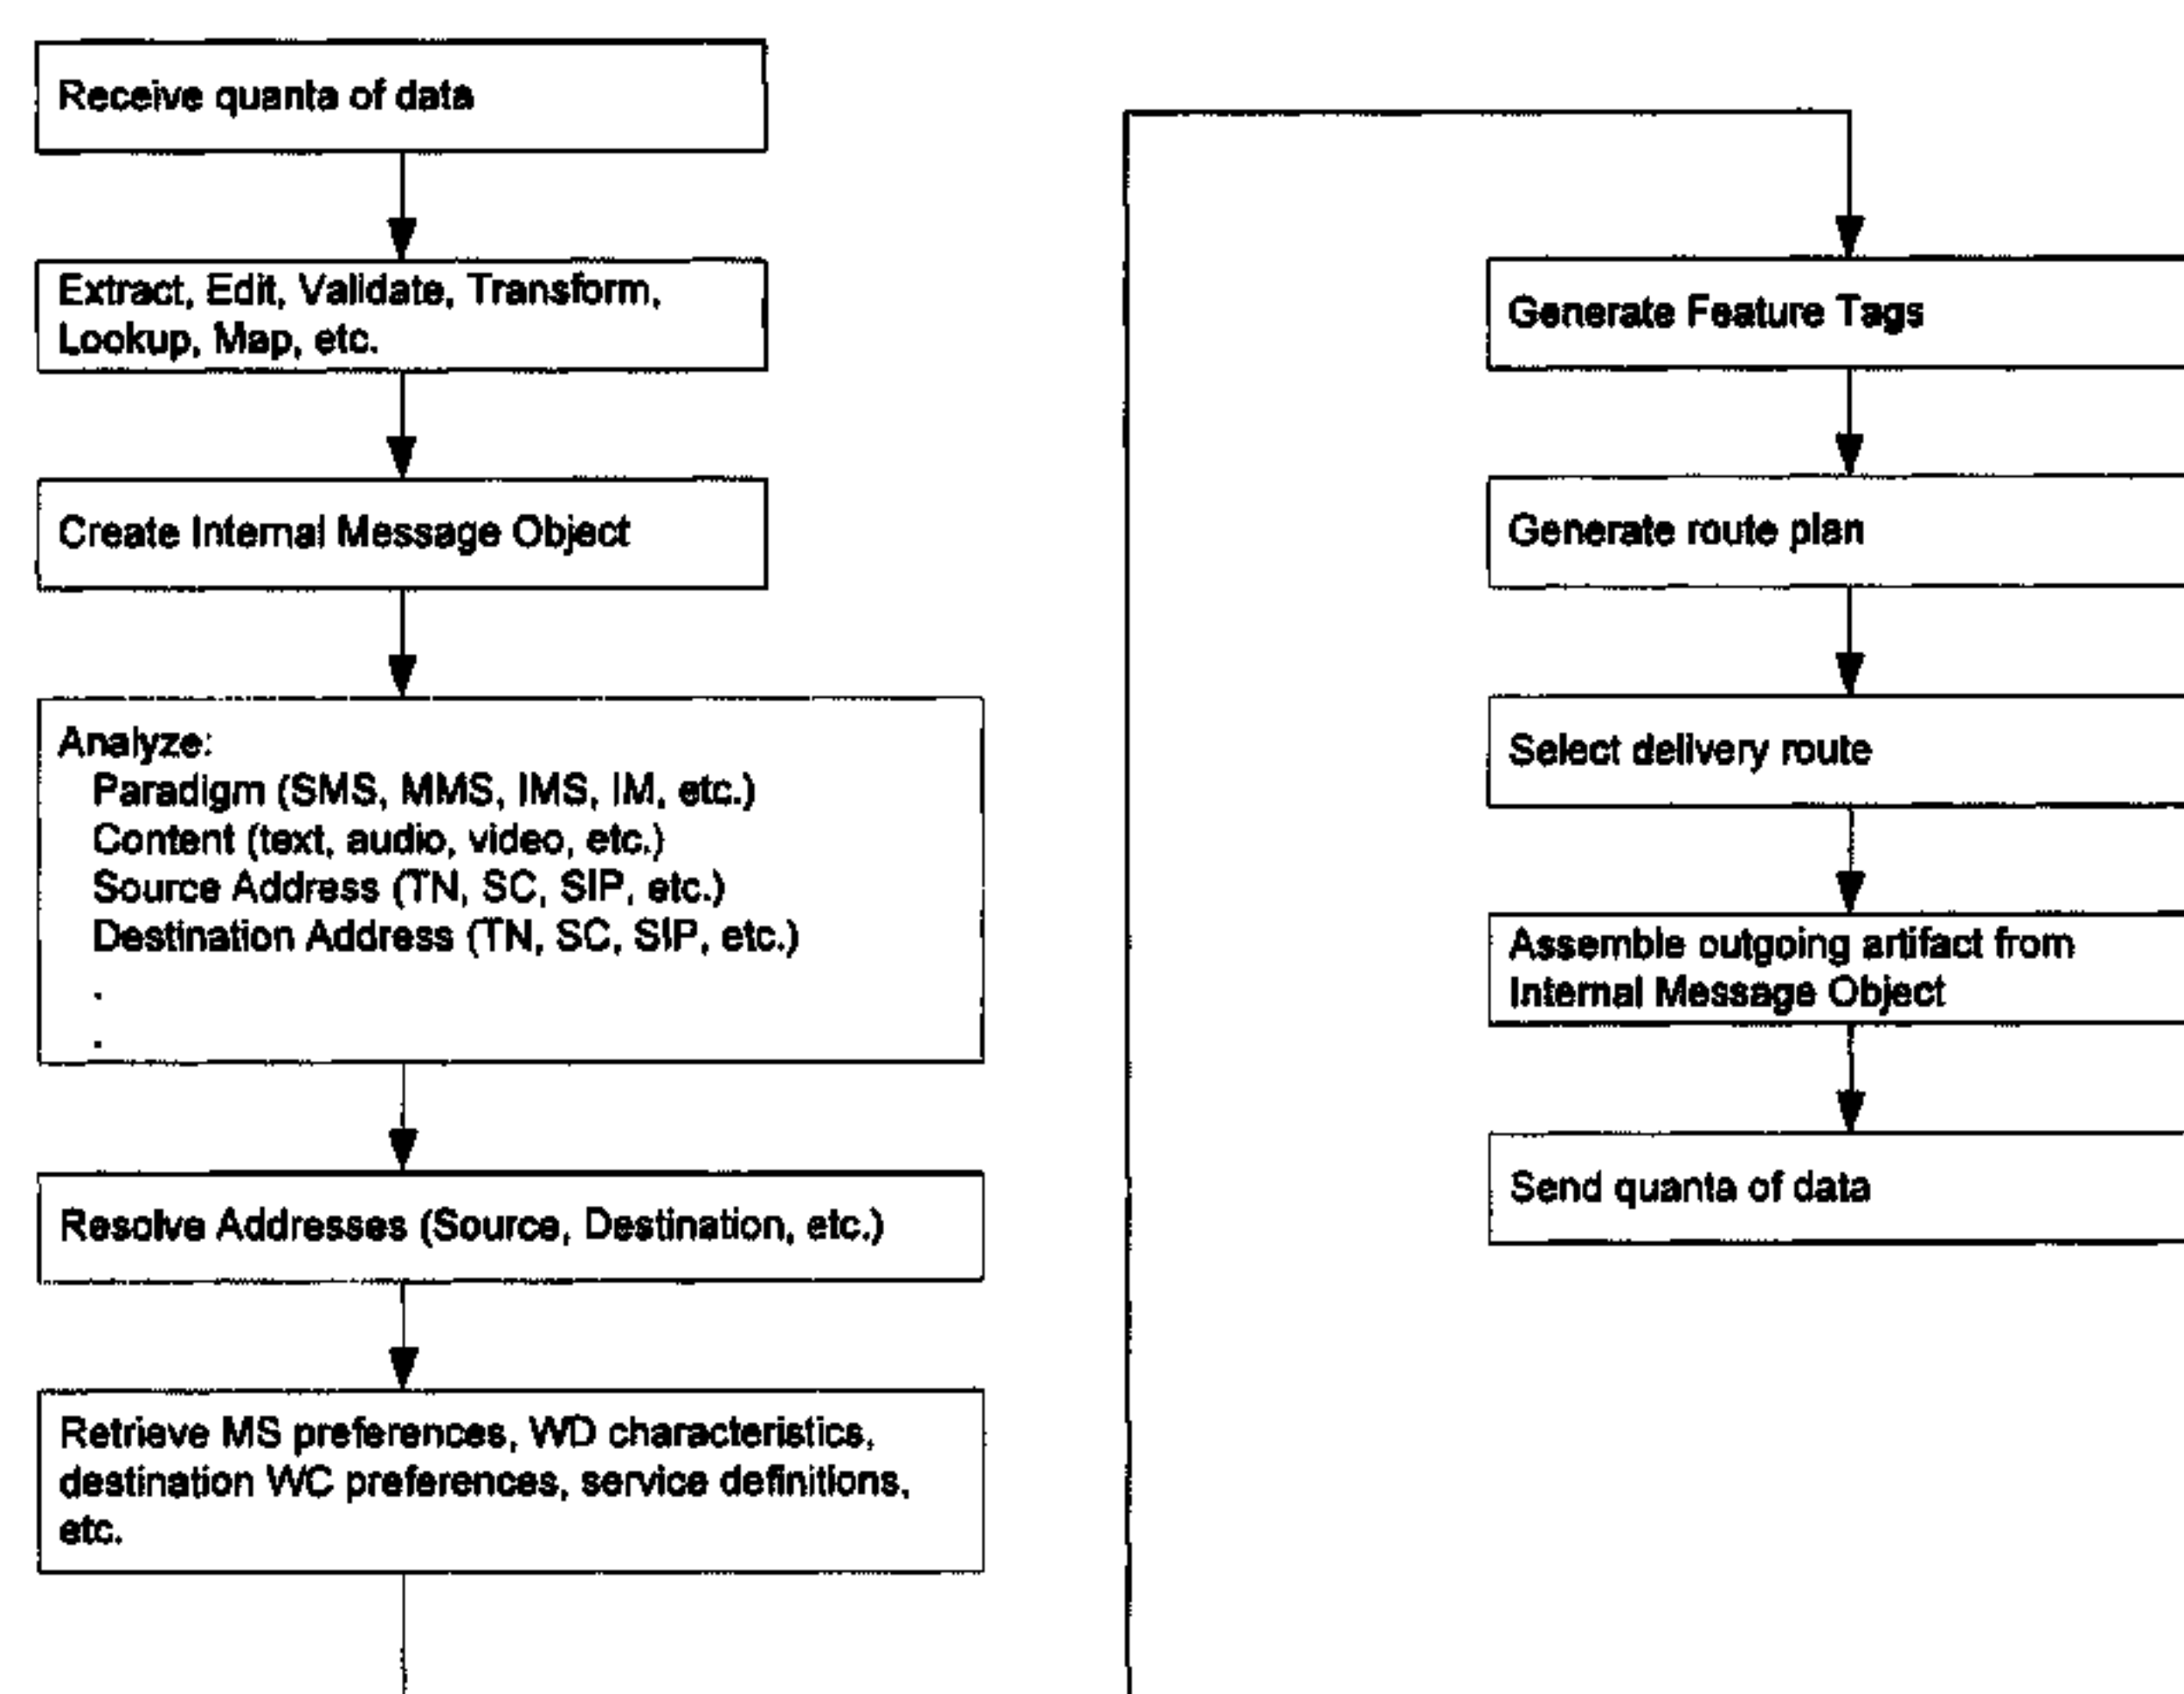 Receive quanta of data
Extract, Edit, Validate, Transform,
Lookup, Map, etc.
Create Internal Message Object
Analyze:
Paradigm (SMS, MMS, IMS, IM, etc.)
Content (text, audio, video, etc.)
Source Address (TN, SC, SIP, etc.)
Destination Address (TN, SC, SIP, etc.)
.
.
Resolve Addresses (Source, Destination, etc.)
Retrieve MS preferences, WD characteristics,
destination WC preferences, service definitions,
etc.
Generate Feature Tags
Generate route plan
Select delivery route
Assemble outgoing artifact from
Internal Message Object
Send quanta of data